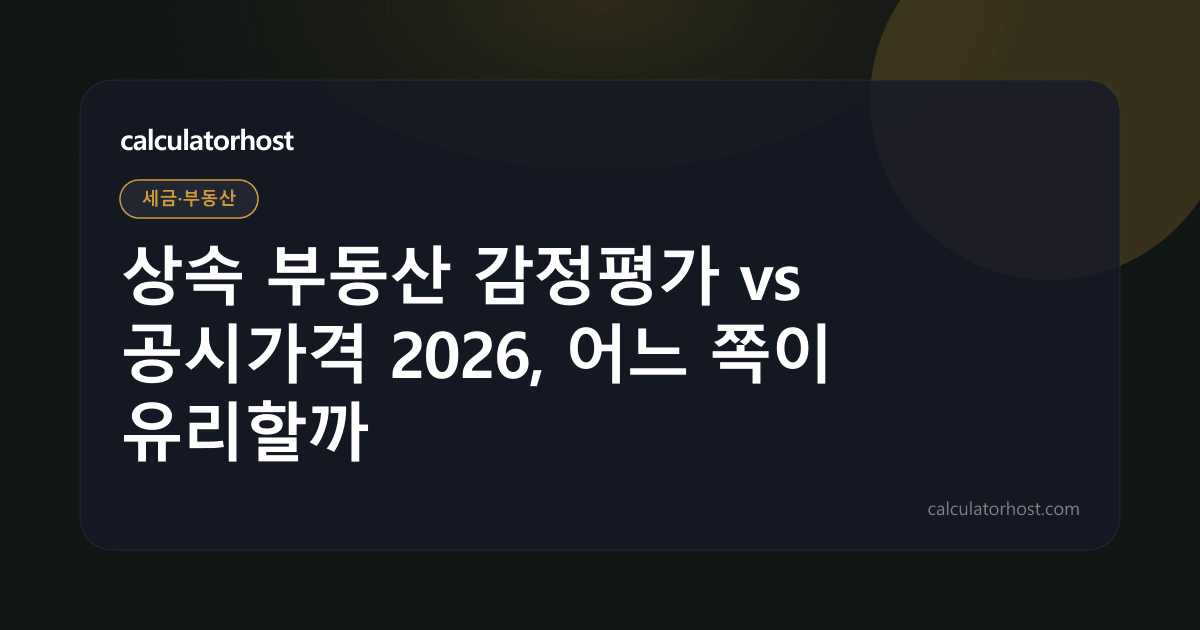 calculatorhost
세금·부동산
상속 부동산 감정평가 vs
공시가격 2026, 어느 쪽이
유리할까
calculatorhost.com